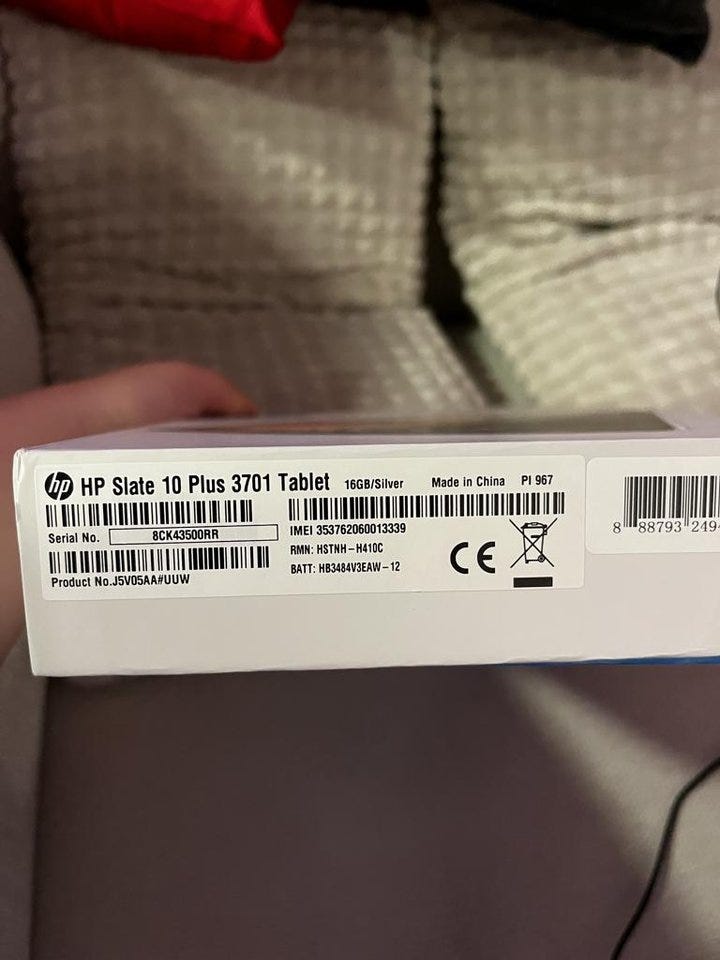 hp HP Slate 10 Plus 3701 Tablet 16GB/Silver Made in China PI 967
Serial No. 8CK43500RR
Product No.J5V05AA#UUW
IMEI 353762060013339
RMN: HSTNH-H410C
BATT: HB3484V3EAW-12
CE
8 88793 249